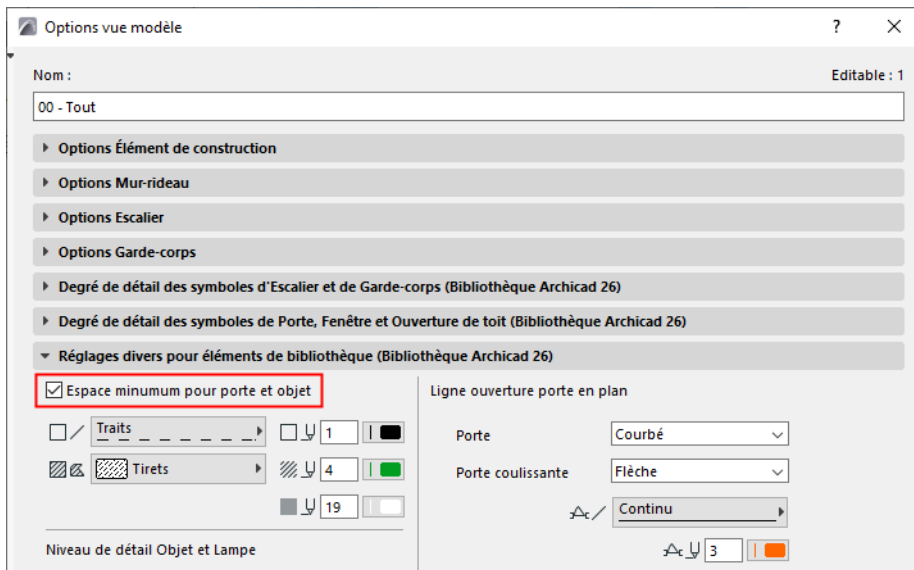 Options vue modèle
Nom :
Editable : 1
00 - Tout
Options Élément de construction
Options Mur-rideau
Options Escalier
Options Garde-corps
Degré de détail des symboles d'Escalier et de Garde-corps (Bibliothèque Archicad 26)
Degré de détail des symboles de Porte, Fenêtre et Ouverture de toit (Bibliothèque Archicad 26)
Réglages divers pour éléments de bibliothèque (Bibliothèque Archicad 26)
Espace minumum pour porte et objet
Traits
1
Tirets
4
19
Niveau de détail Objet et Lampe
Ligne ouverture porte en plan
Porte
Courbé
Porte coulissante
Flèche
Continu
3